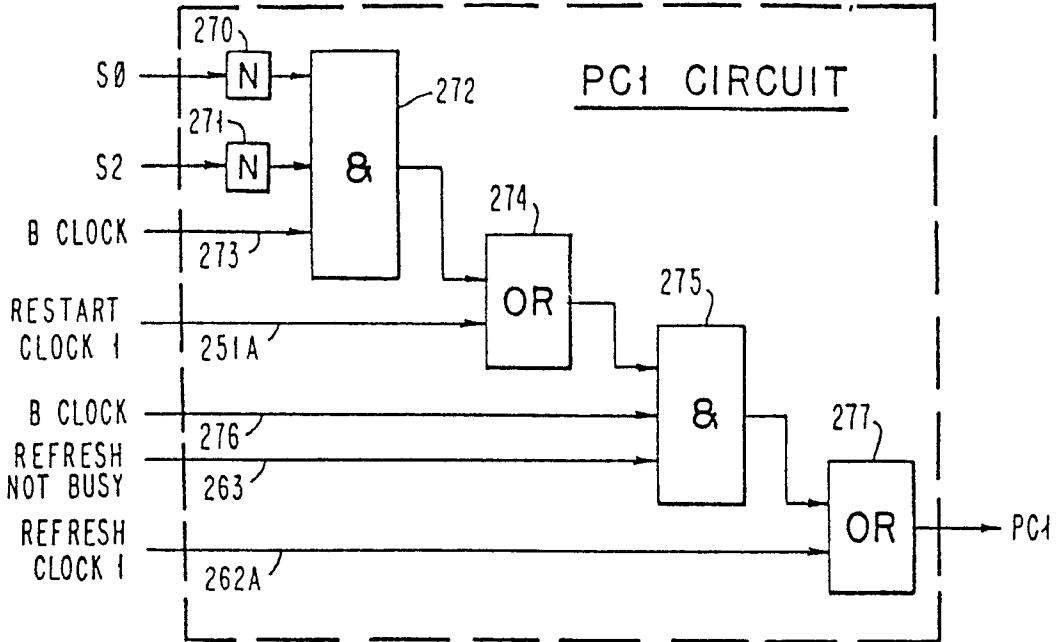 270
S0
N
272
PC1 CIRCUIT
271
S2
N
&
B CLOCK
273
274
OR
RESTART
CLOCK 1
251A
275
B CLOCK
276
&
277
REFRESH
NOT BUSY
263
OR
PC1
REFRESH
CLOCK 1
262A